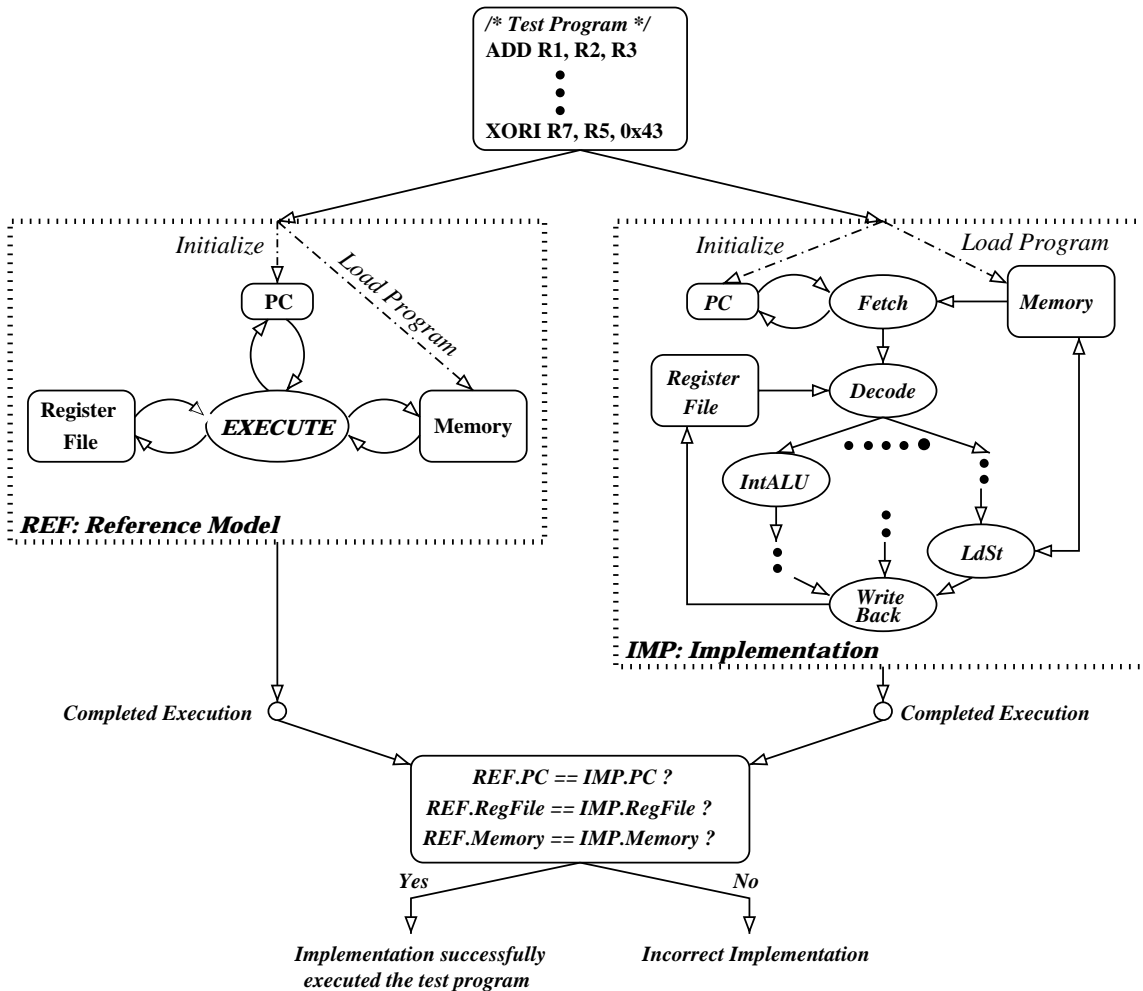 /* Test Program */
ADD R1, R2, R3
XORI R7, R5, 0x43
Initialize
Load Program
PC
Register
File
EXECUTE
Memory
REF: Reference Model
Initialize
Load Program
PC
Fetch
Memory
Register
File
Decode
IntALU
LdSt
Write
Back
IMP: Implementation
Completed Execution
Completed Execution
REF.PC == IMP.PC ?
REF.RegFile == IMP.RegFile ?
REF.Memory == IMP.Memory ?
Yes
No
Implementation successfully
executed the test program
Incorrect Implementation